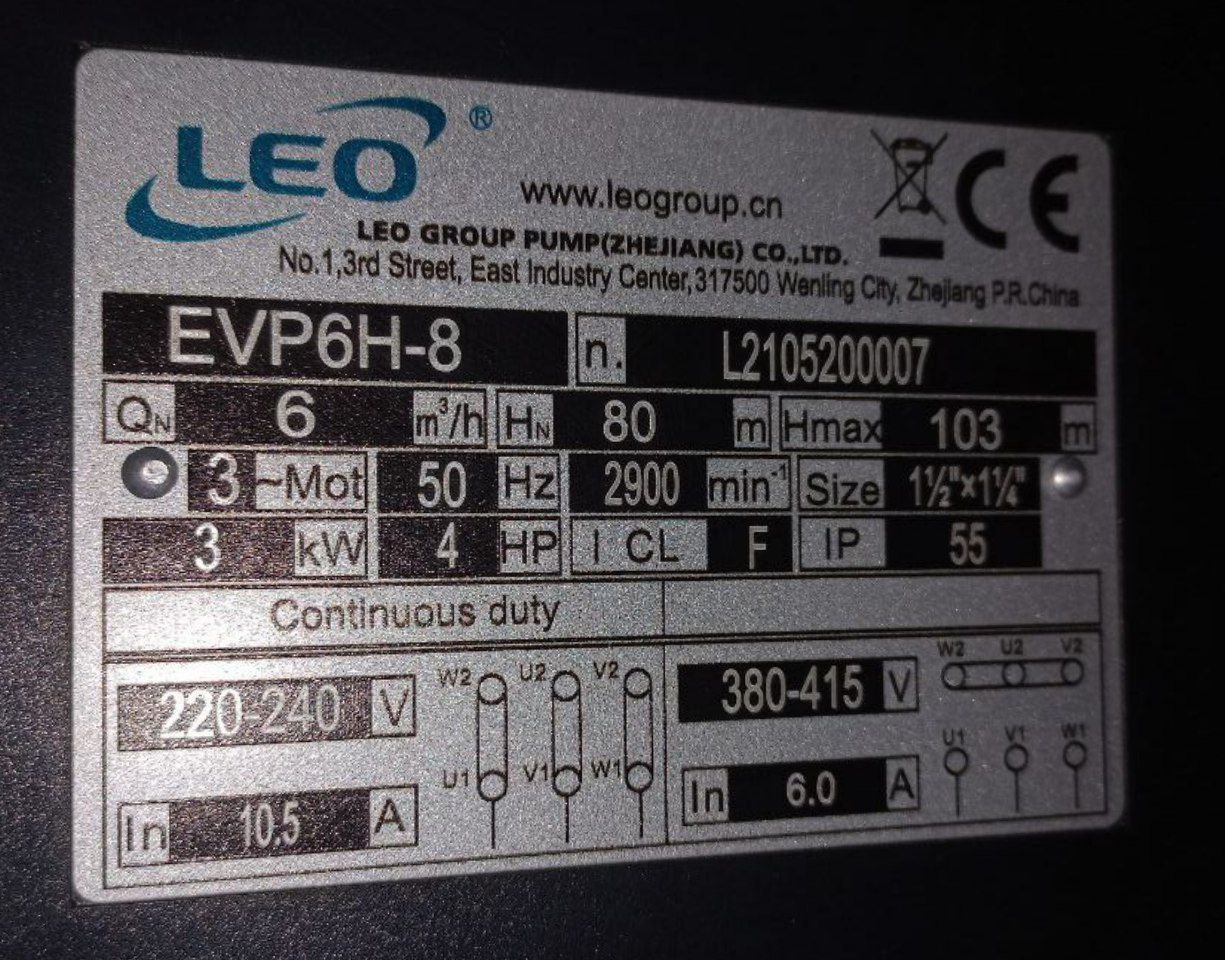 LEO ®
www.leogroup.cn
CE
LEO GROUP PUMP(ZHEJIANG) CO.,LTD.
No.1,3rd Street, East Industry Center,317500 Wenling City, Zhejiang P.R.China
EVP6H-8 n. L2105200007
QN 6 m³/h HN 80 m Hmax 103 m
3 ~Mot 50 Hz 2900 min-1 Size 1½"x1¼"
3 kW 4 HP I CL F IP 55
Continuous duty
220-240 V W2 U2 V2 380-415 V W2 U2 V2
U1 V1 W1 U1 V1 W1
In 10.5 A In 6.0 A